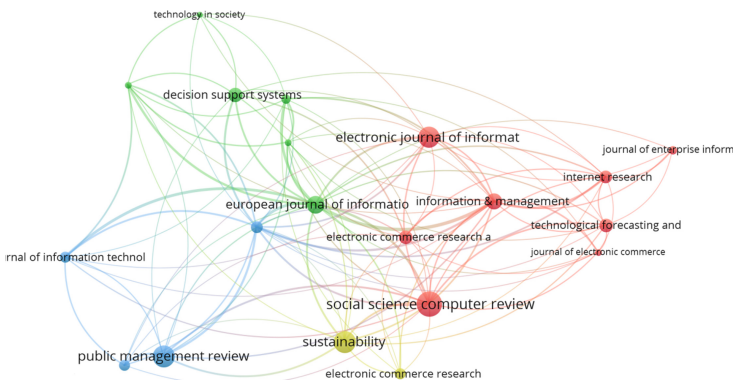 technology in society
decision support systems
electronic journal of informat
journal of enterprise inform
internet research
european journal of informatio
information & management
technological forecasting and
electronic commerce research a
journal of electronic commerce
rnal of information technol
social science computer review
sustainability
public management review
electronic commerce research